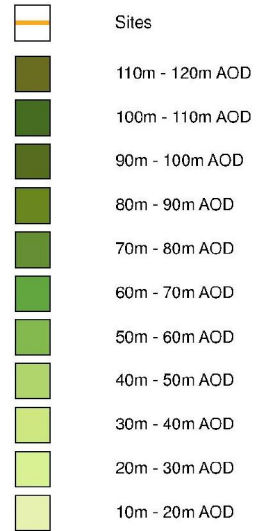 Sites
110m - 120m AOD
100m - 110m AOD
90m - 100m AOD
80m - 90m AOD
70m - 80m AOD
60m - 70m AOD
50m - 60m AOD
40m - 50m AOD
30m - 40m AOD
20m - 30m AOD
10m - 20m AOD